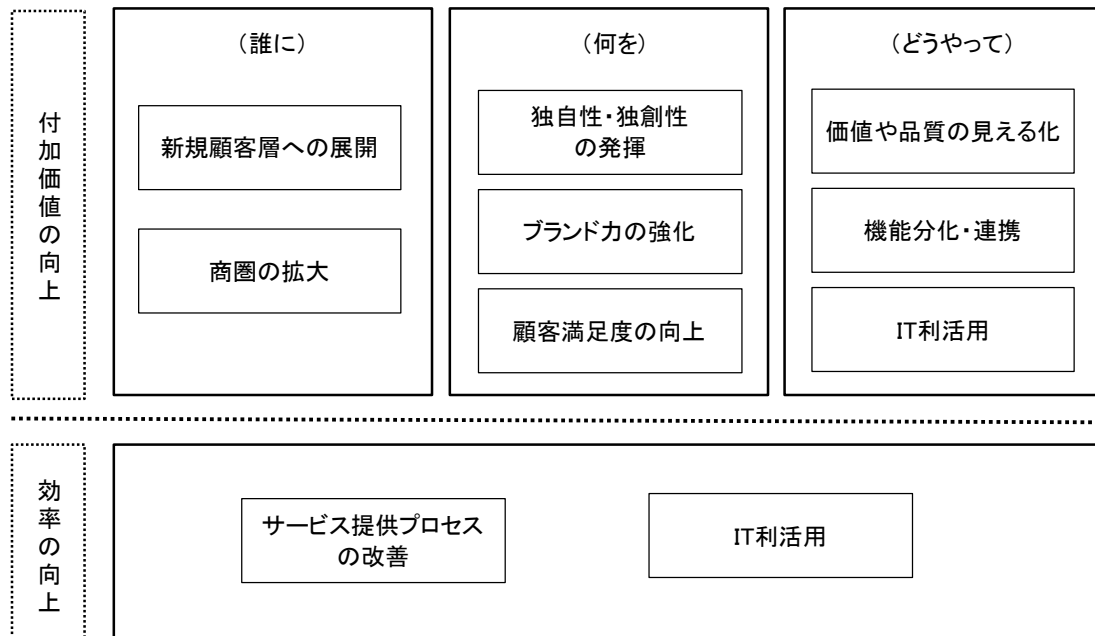 付加価値の向上
(誰に)
新規顧客層への展開
商圏の拡大
(何を)
独自性・独創性
の発揮
ブランド力の強化
顧客満足度の向上
(どうやって)
価値や品質の見える化
機能分化・連携
IT利活用
効率の向上
サービス提供プロセス
の改善
IT利活用